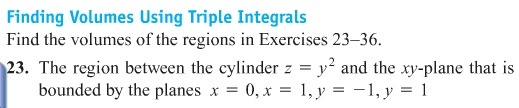 Finding Volumes Using Triple Integrals
Find the volumes of the regions in Exercises 23–36.
23. The region between the cylinder z = y² and the xy-plane that is
bounded by the planes x = 0, x = 1, y = −1, y = 1